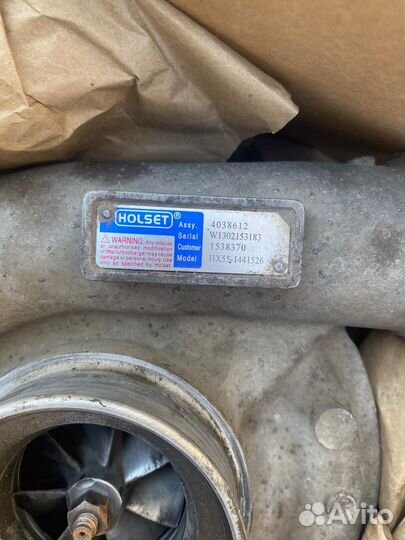 HOLSET®
WARNING: Any misuse
or, unauthorised modification
of the turbocharger may cause
damage or personal injury. Use
only as specified by Holset.
Assy. 4038612
Serial W1302153183
Customer 1538370
Model HX55-1441526
Avito